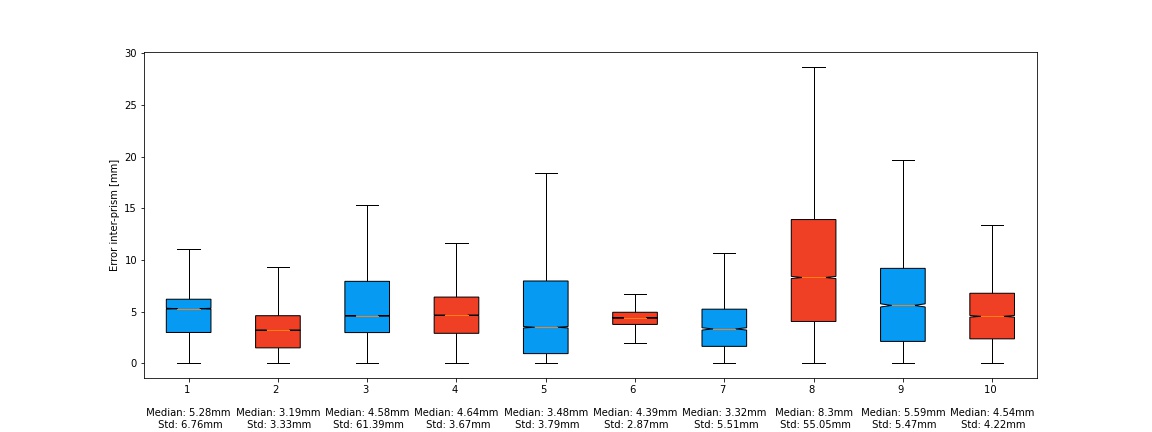 30
25
20
15
10
5
0
Error inter-prism [mm]
1 2 3 4 5 6 7 8 9 10
Median: 5.28mm Median: 3.19mm Median: 4.58mm Median: 4.64mm Median: 3.48mm Median: 4.39mm Median: 3.32mm Median: 8.3mm Median: 5.59mm Median: 4.54mm
Std: 6.76mm Std: 3.33mm Std: 61.39mm Std: 3.67mm Std: 3.79mm Std: 2.87mm Std: 5.51mm Std: 55.05mm Std: 5.47mm Std: 4.22mm